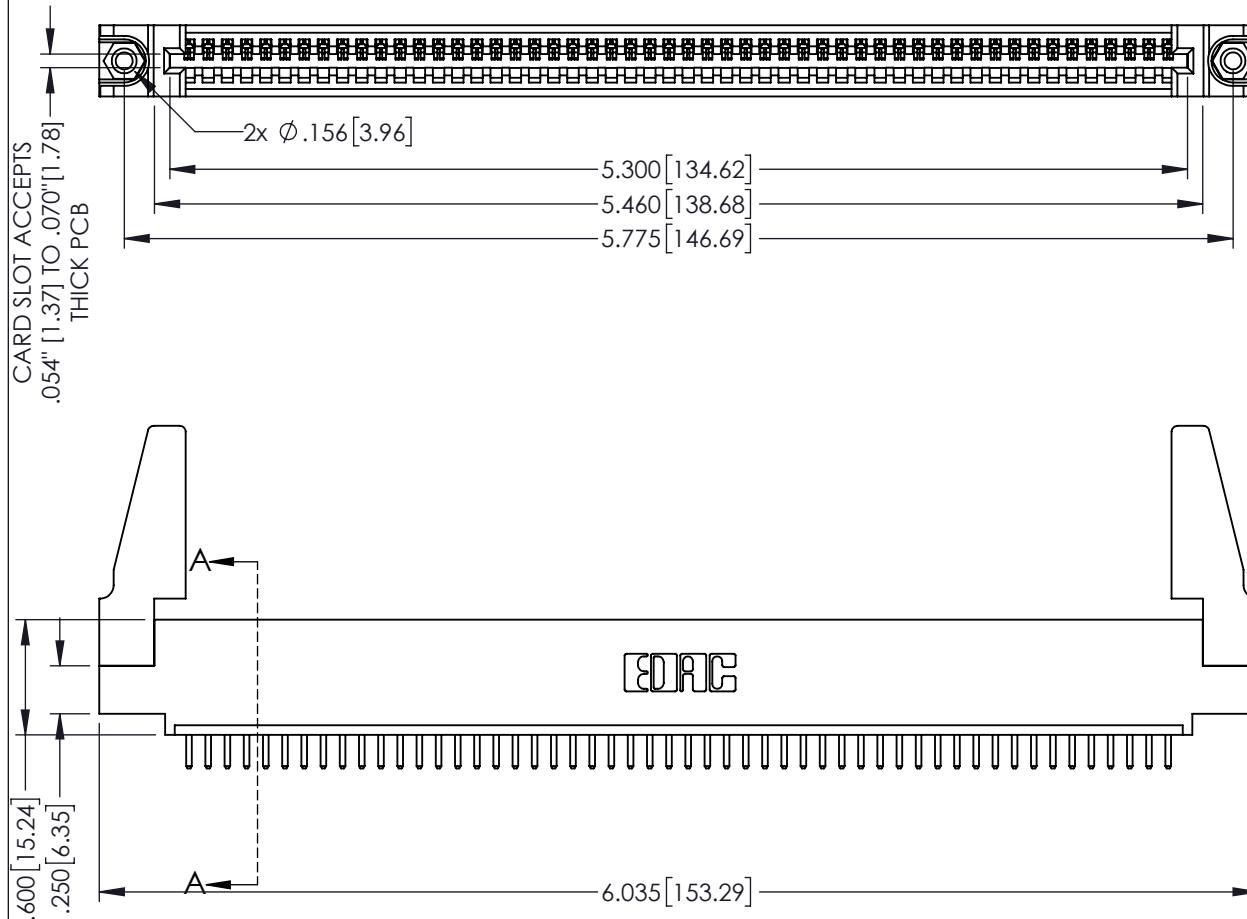 2x Ø .156[3.96]
5.300[134.62]
5.460[138.68]
5.775[146.69]
CARD SLOT ACCEPTS
.054" [1.37] TO .070"[1.78]
THICK PCB
A
EDAC
.600[15.24]
.250[6.35]
A
6.035[153.29]